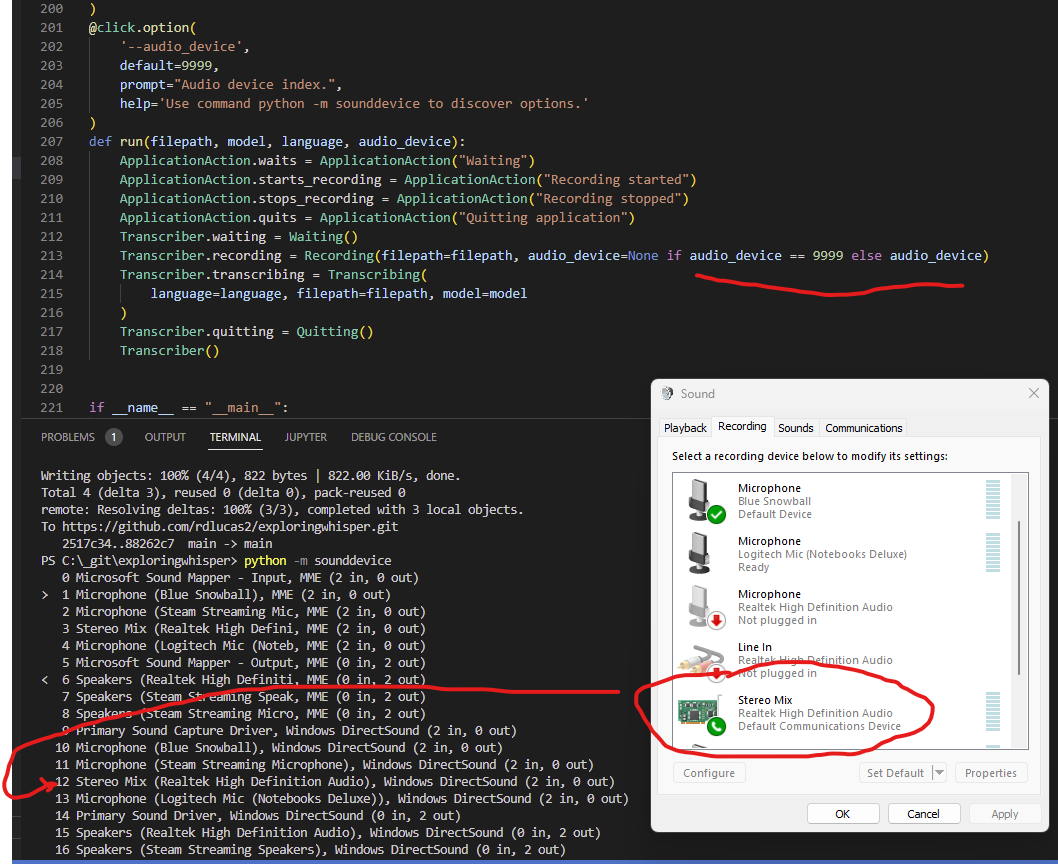 200 )
201 @click.option(
202 '--audio_device',
203 default=9999,
204 prompt="Audio device index.",
205 help='Use command python -m sounddevice to discover options.'
206 )
207 def run(filepath, model, language, audio_device):
208 ApplicationAction.waits = ApplicationAction("Waiting")
209 ApplicationAction.starts_recording = ApplicationAction("Recording started")
210 ApplicationAction.stops_recording = ApplicationAction("Recording stopped")
211 ApplicationAction.quits = ApplicationAction("Quitting application")
212 Transcriber.waiting = Waiting()
213 Transcriber.recording = Recording(filepath=filepath, audio_device=None if audio_device == 9999 else audio_device)
214 Transcriber.transcribing = Transcribing(
215 language=language, filepath=filepath, model=model
216 )
217 Transcriber.quitting = Quitting()
218 Transcriber()
219
220
221 if __name__ == "__main__":
PROBLEMS 1 OUTPUT TERMINAL JUPYTER DEBUG CONSOLE
Writing objects: 100% (4/4), 822 bytes | 822.00 KiB/s, done.
Total 4 (delta 3), reused 0 (delta 0), pack-reused 0
remote: Resolving deltas: 100% (3/3), completed with 3 local objects.
To https://github.com/rdlucas2/exploringwhisper.git
2517c34..88262c7 main -> main
PS C:\_git\exploringwhisper> python -m sounddevice
0 Microsoft Sound Mapper - Input, MME (2 in, 0 out)
> 1 Microphone (Blue Snowball), MME (2 in, 0 out)
2 Microphone (Steam Streaming Mic, MME (2 in, 0 out)
3 Stereo Mix (Realtek High Defini, MME (2 in, 0 out)
4 Microphone (Logitech Mic (Noteb, MME (2 in, 0 out)
5 Microsoft Sound Mapper - Output, MME (0 in, 2 out)
< 6 Speakers (Realtek High Definiti, MME (0 in, 2 out)
7 Speakers (Steam Streaming Speak, MME (0 in, 2 out)
8 Speakers (Steam Streaming Micro, MME (0 in, 2 out)
9 Primary Sound Capture Driver, Windows DirectSound (2 in, 0 out)
10 Microphone (Blue Snowball), Windows DirectSound (2 in, 0 out)
11 Microphone (Steam Streaming Microphone), Windows DirectSound (2 in, 0 out)
12 Stereo Mix (Realtek High Definition Audio), Windows DirectSound (2 in, 0 out)
13 Microphone (Logitech Mic (Notebooks Deluxe)), Windows DirectSound (2 in, 0 out)
14 Primary Sound Driver, Windows DirectSound (0 in, 2 out)
15 Speakers (Realtek High Definition Audio), Windows DirectSound (0 in, 2 out)
16 Speakers (Steam Streaming Speakers), Windows DirectSound (0 in, 2 out)
Sound
Playback Recording Sounds Communications
Select a recording device below to modify its settings:
Microphone
Blue Snowball
Default Device
Microphone
Logitech Mic (Notebooks Deluxe)
Ready
Microphone
Realtek High Definition Audio
Not plugged in
Line In
Realtek High Definition Audio
Not plugged in
Stereo Mix
Realtek High Definition Audio
Default Communications Device
Configure Set Default Properties
OK Cancel Apply